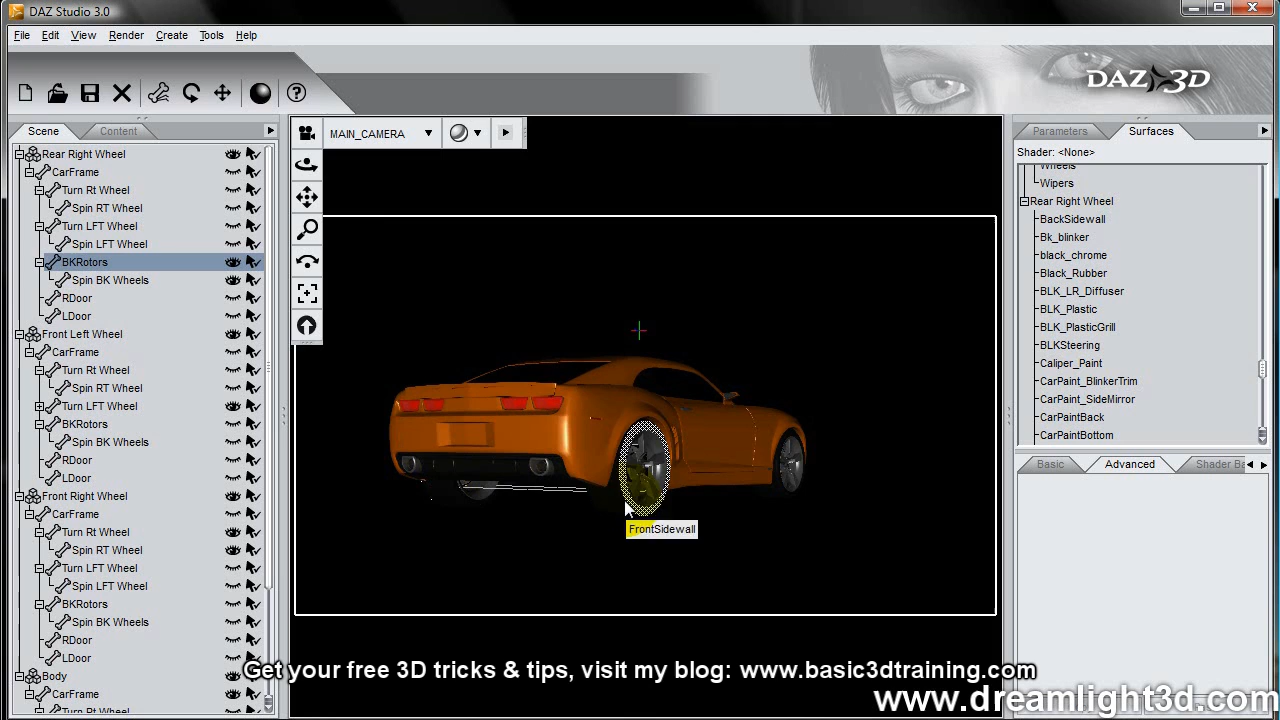 DAZ Studio 3.0
File Edit View Render Create Tools Help
DAZ 3D
Scene Content
MAIN_CAMERA
Parameters Surfaces
Shader: <None>
Rear Right Wheel
CarFrame
Turn Rt Wheel
Spin RT Wheel
Turn LFT Wheel
Spin LFT Wheel
BKRotors
Spin BK Wheels
RDoor
LDoor
Front Left Wheel
CarFrame
Turn Rt Wheel
Spin RT Wheel
Turn LFT Wheel
BKRotors
Spin BK Wheels
RDoor
LDoor
Front Right Wheel
CarFrame
Turn Rt Wheel
Spin RT Wheel
Turn LFT Wheel
Spin LFT Wheel
BKRotors
Spin BK Wheels
RDoor
LDoor
Body
CarFrame
Turn Rt Wheel
FrontSidewall
Wheels
Wipers
Rear Right Wheel
BackSidewall
Bk_blinker
black_chrome
Black_Rubber
BLK_LR_Diffuser
BLK_Plastic
BLK_PlasticGrill
BLKSteering
Caliper_Paint
CarPaint_BlinkerTrim
CarPaint_SideMirror
CarPaintBack
CarPaintBottom
Basic Advanced Shader Ba
Get your free 3D tricks & tips, visit my blog: www.basic3dtraining.com
www.dreamlight3d.com